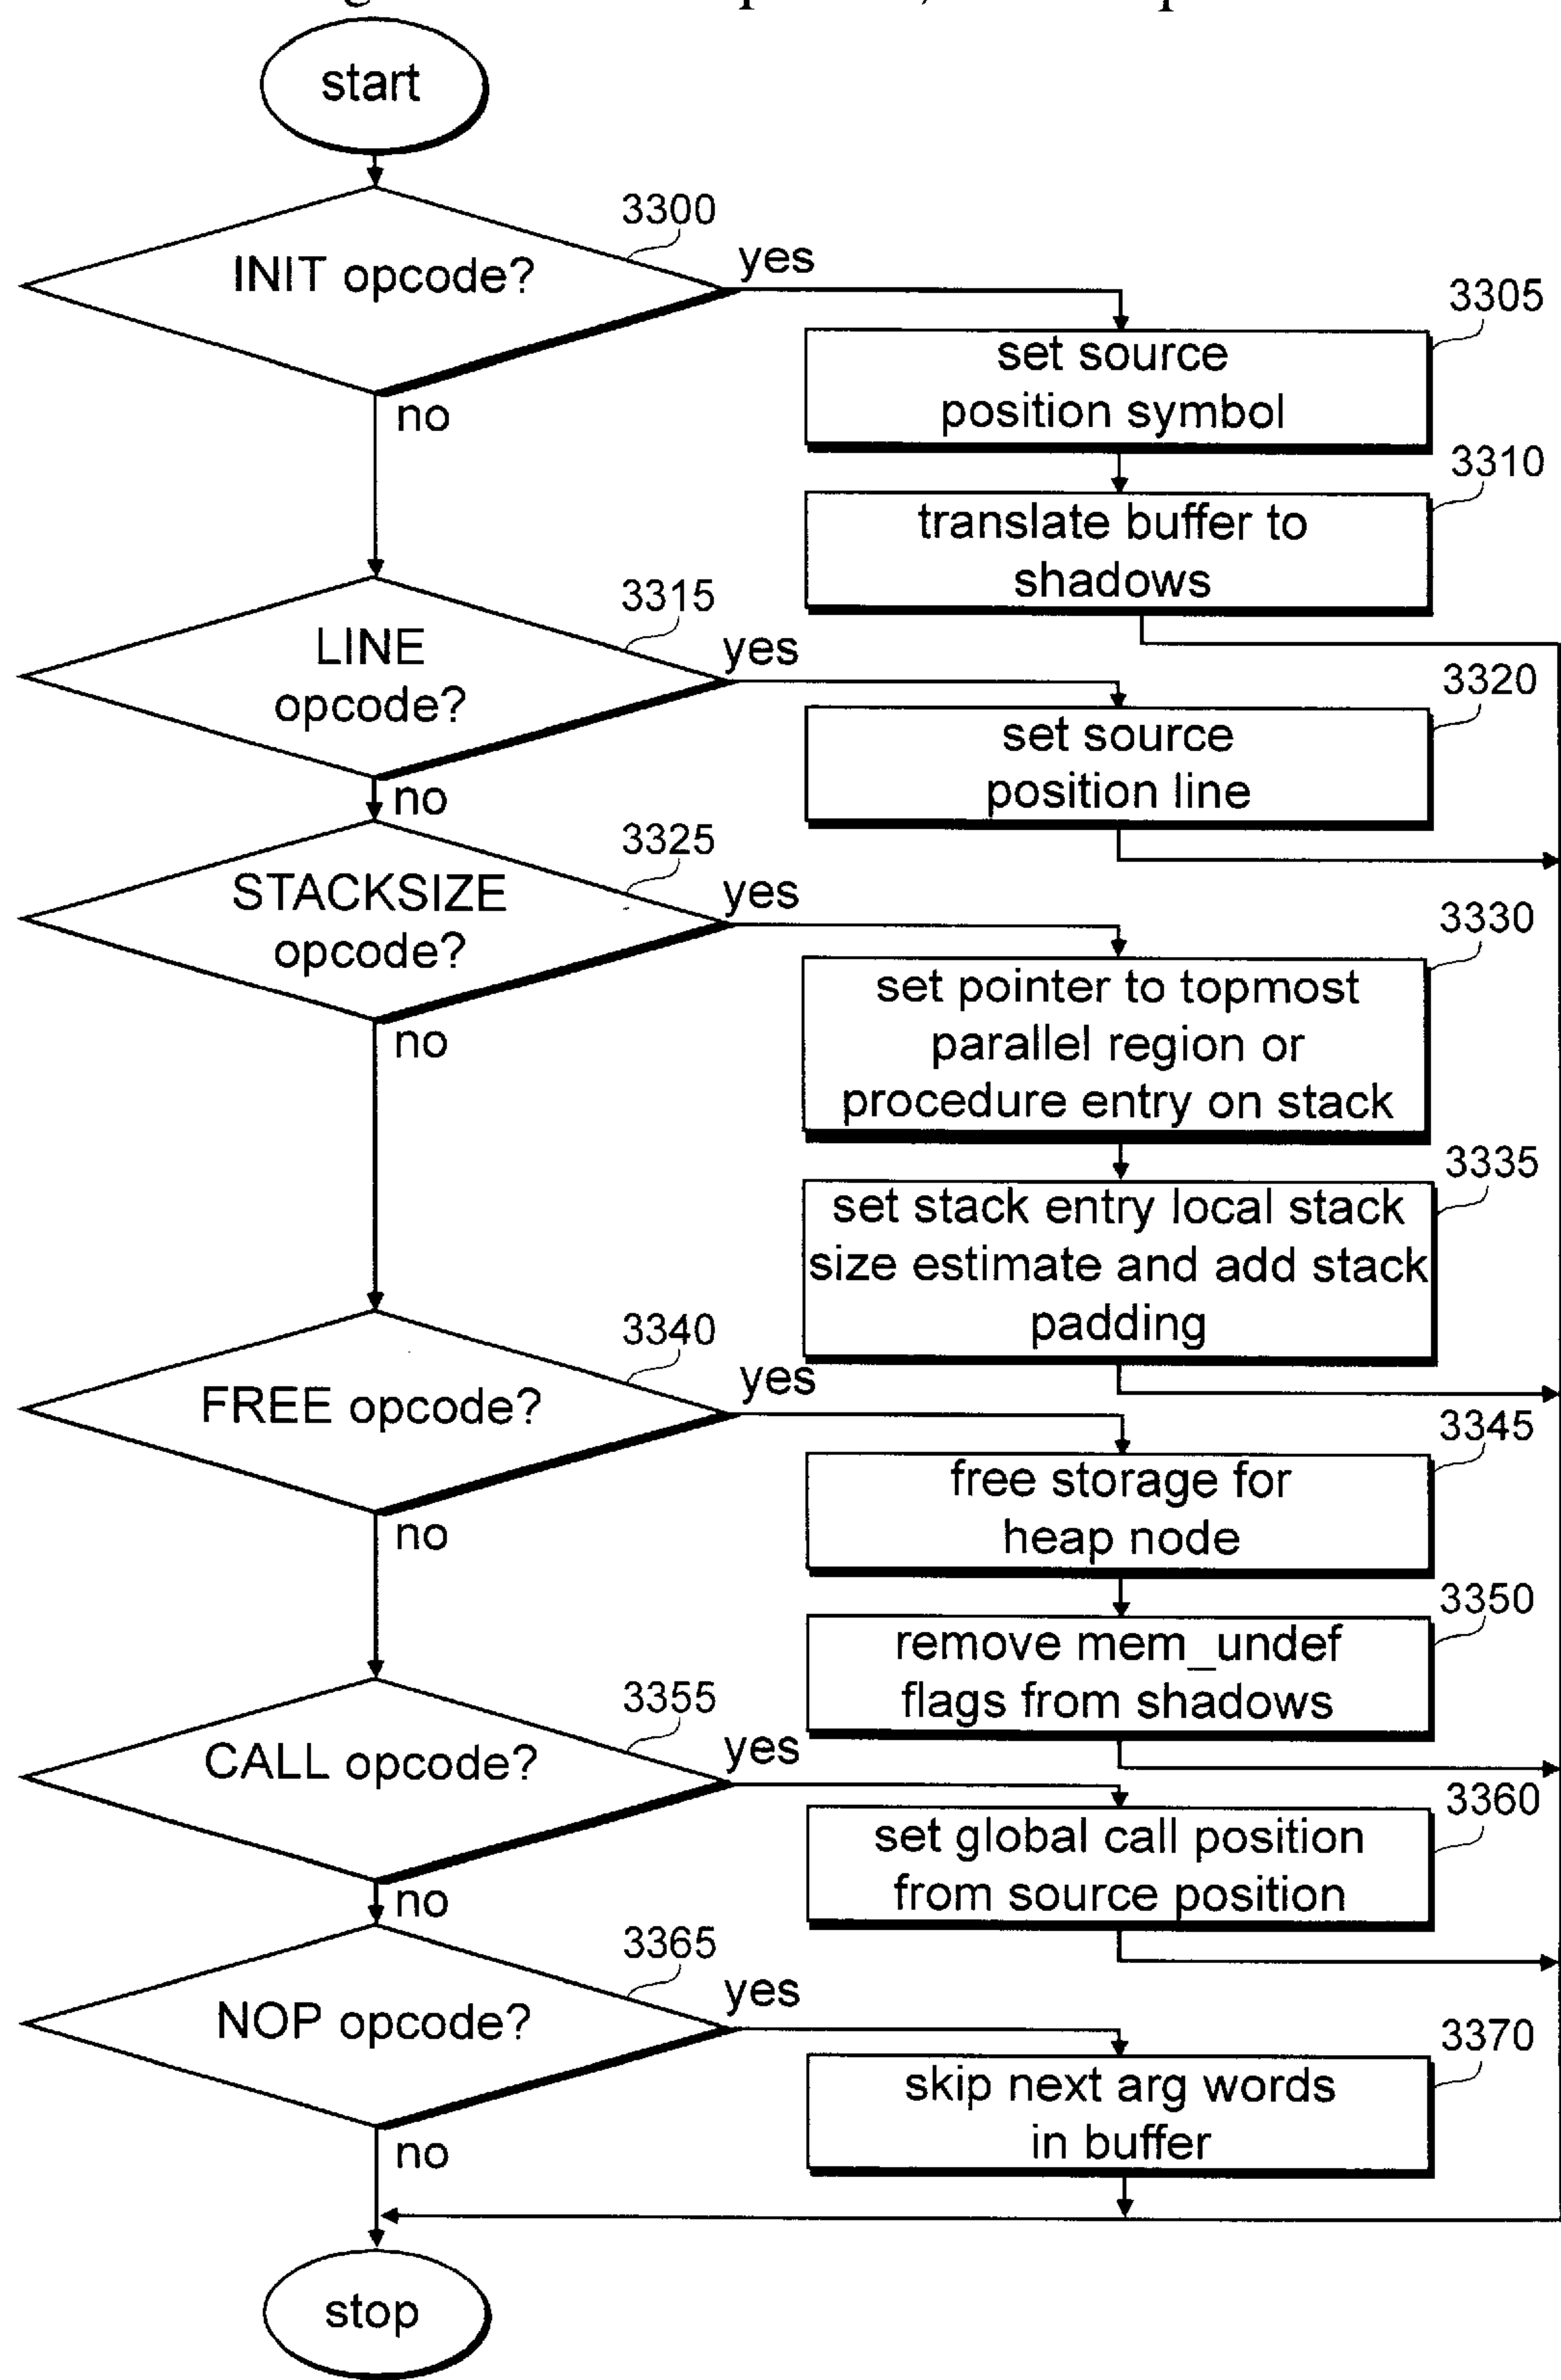 start
3300
INIT opcode?
yes
no
3305
set source
position symbol
3310
translate buffer to
shadows
3315
LINE
opcode?
yes
no
3320
set source
position line
3325
STACKSIZE
opcode?
yes
no
3330
set pointer to topmost
parallel region or
procedure entry on stack
3335
set stack entry local stack
size estimate and add stack
padding
3340
FREE opcode?
yes
no
3345
free storage for
heap node
3350
remove mem_undef
flags from shadows
3355
CALL opcode?
yes
no
3360
set global call position
from source position
3365
NOP opcode?
yes
no
3370
skip next arg words
in buffer
stop